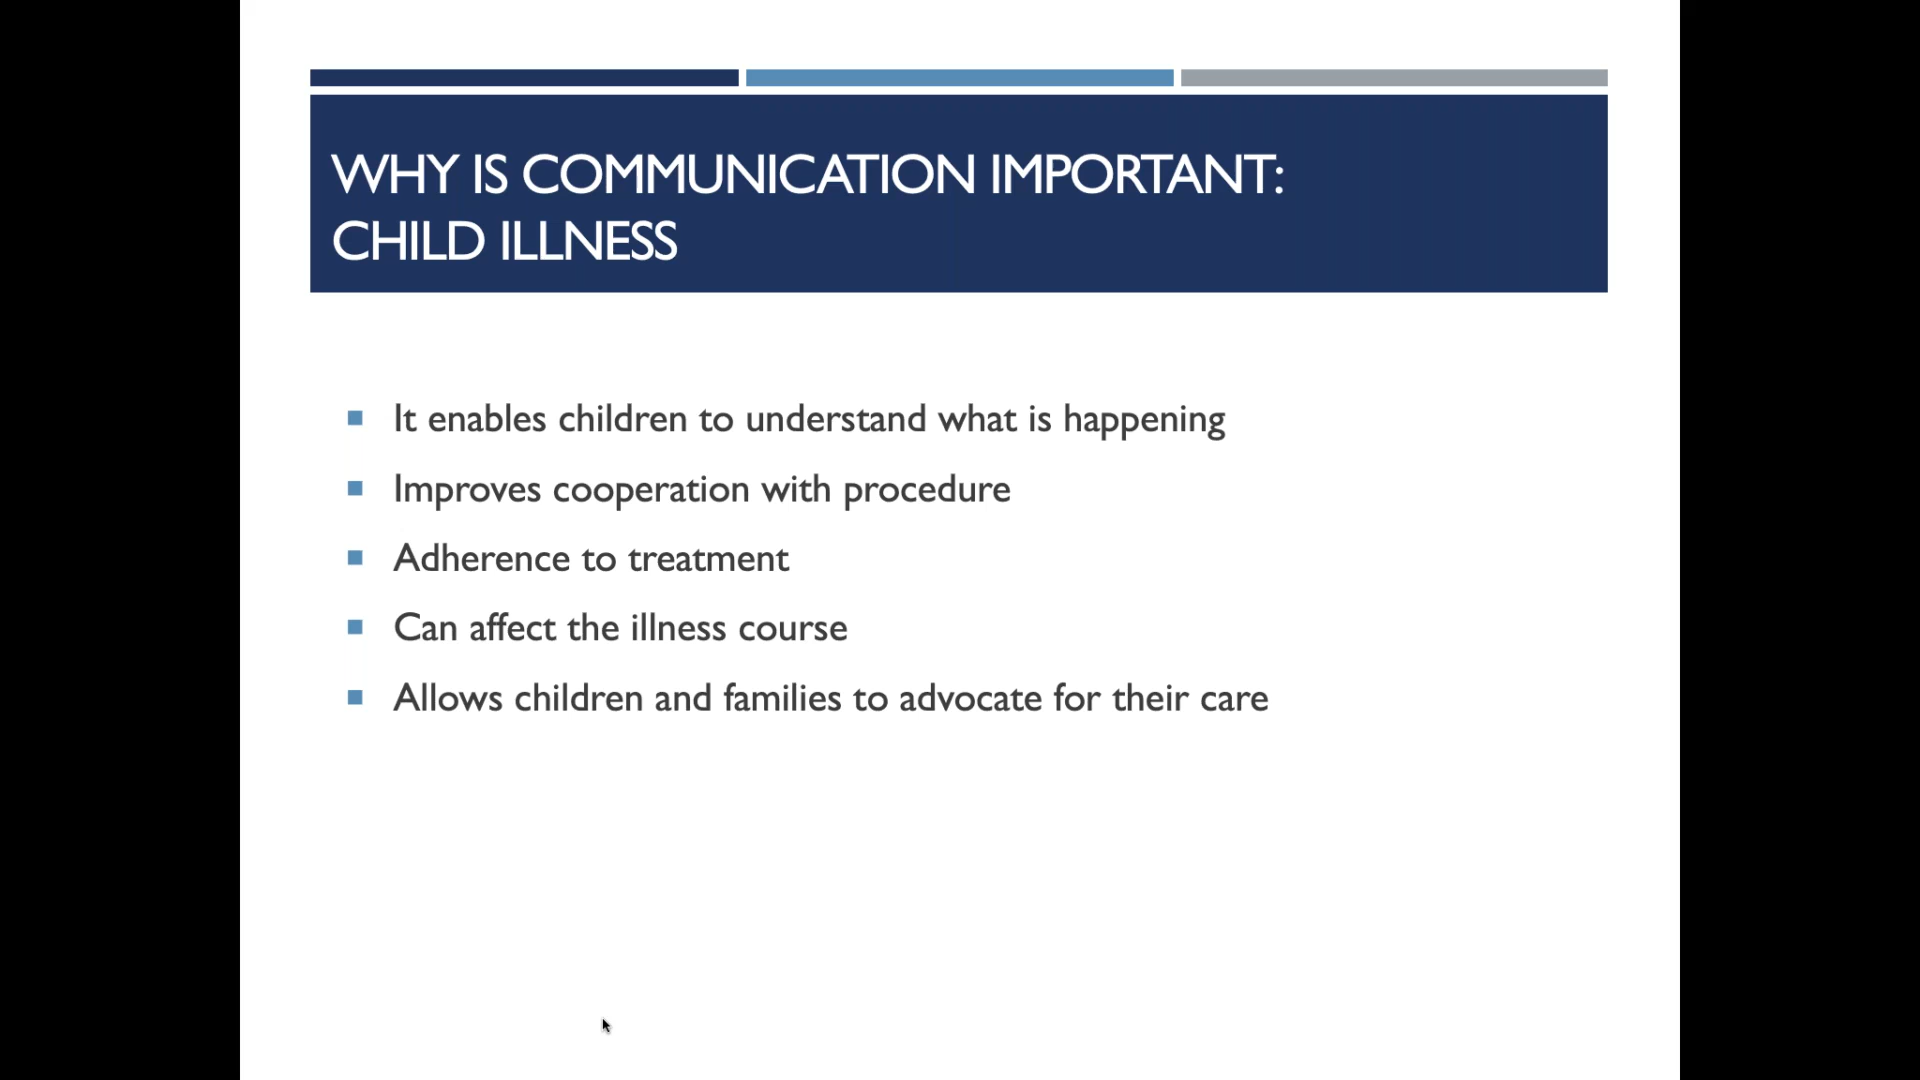 WHY IS COMMUNICATION IMPORTANT:
CHILD ILLNESS
It enables children to understand what is happening
Improves cooperation with procedure
Adherence to treatment
Can affect the illness course
Allows children and families to advocate for their care